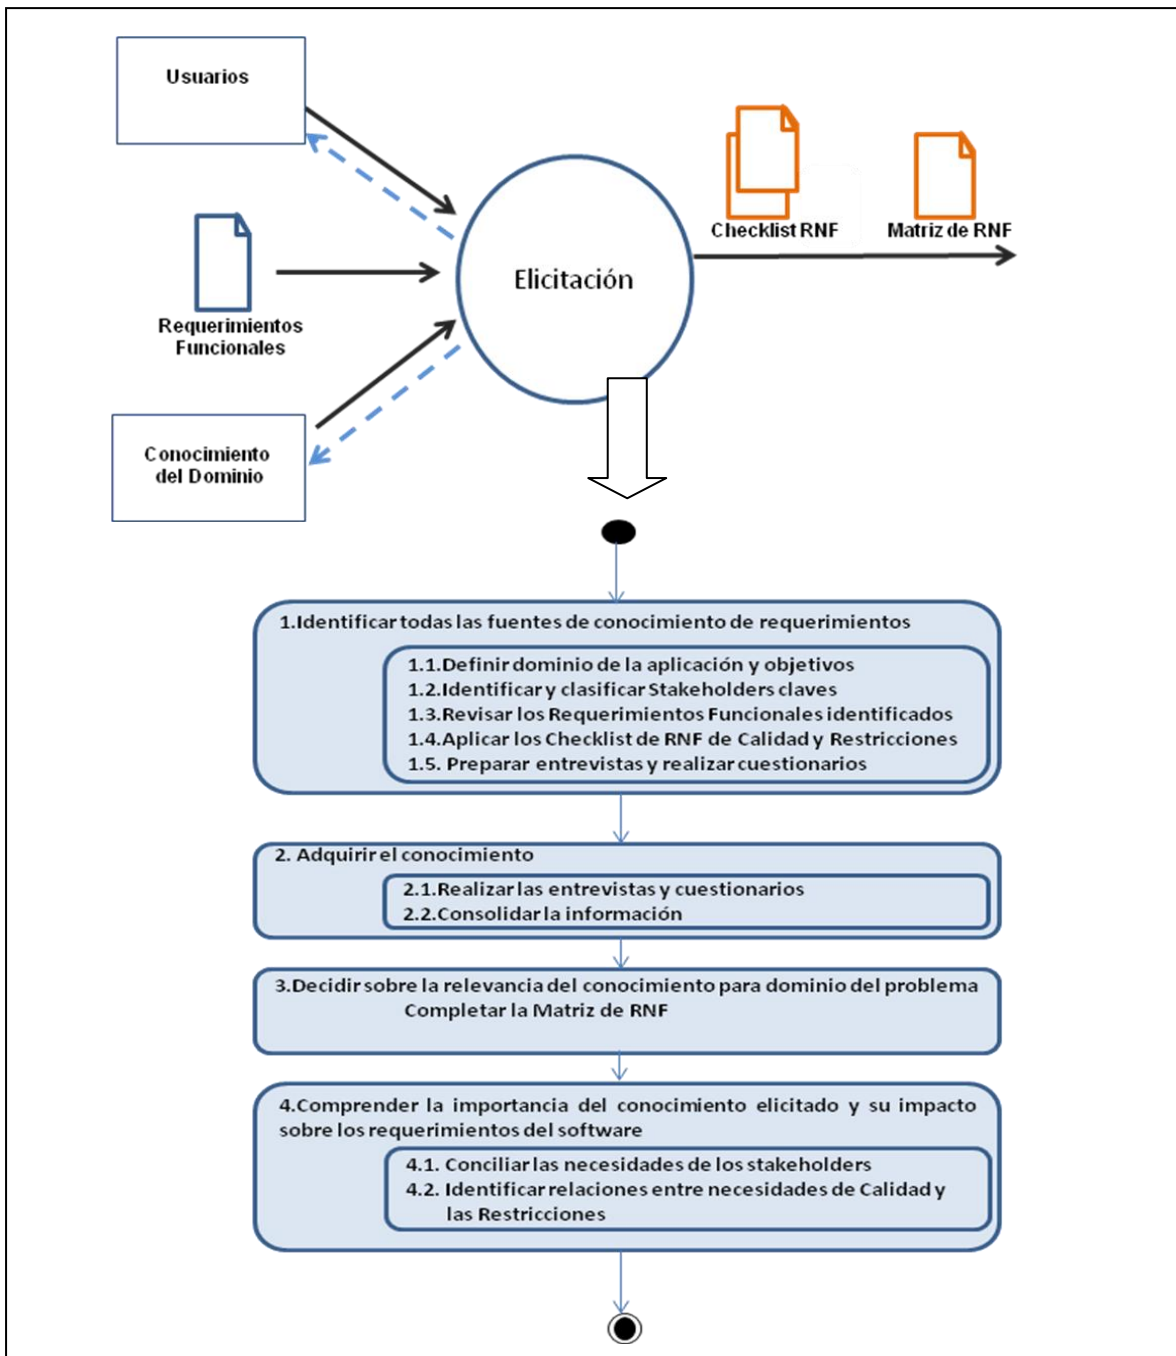 Usuarios
Checklist RNF
Matriz de RNF
Elicitación
Requerimientos
Funcionales
Conocimiento
del Dominio
1.Identificar todas las fuentes de conocimiento de requerimientos
1.1.Definir dominio de la aplicación y objetivos
1.2.Identificar y clasificar Stakeholders claves
1.3.Revisar los Requerimientos Funcionales identificados
1.4.Aplicar los Checklist de RNF de Calidad y Restricciones
1.5. Preparar entrevistas y realizar cuestionarios
2. Adquirir el conocimiento
2.1.Realizar las entrevistas y cuestionarios
2.2.Consolidar la información
3.Decidir sobre la relevancia del conocimiento para dominio del problema
Completar la Matriz de RNF
4.Comprender la importancia del conocimiento elicitado y su impacto
sobre los requerimientos del software
4.1. Conciliar las necesidades de los stakeholders
4.2. Identificar relaciones entre necesidades de Calidad y
las Restricciones